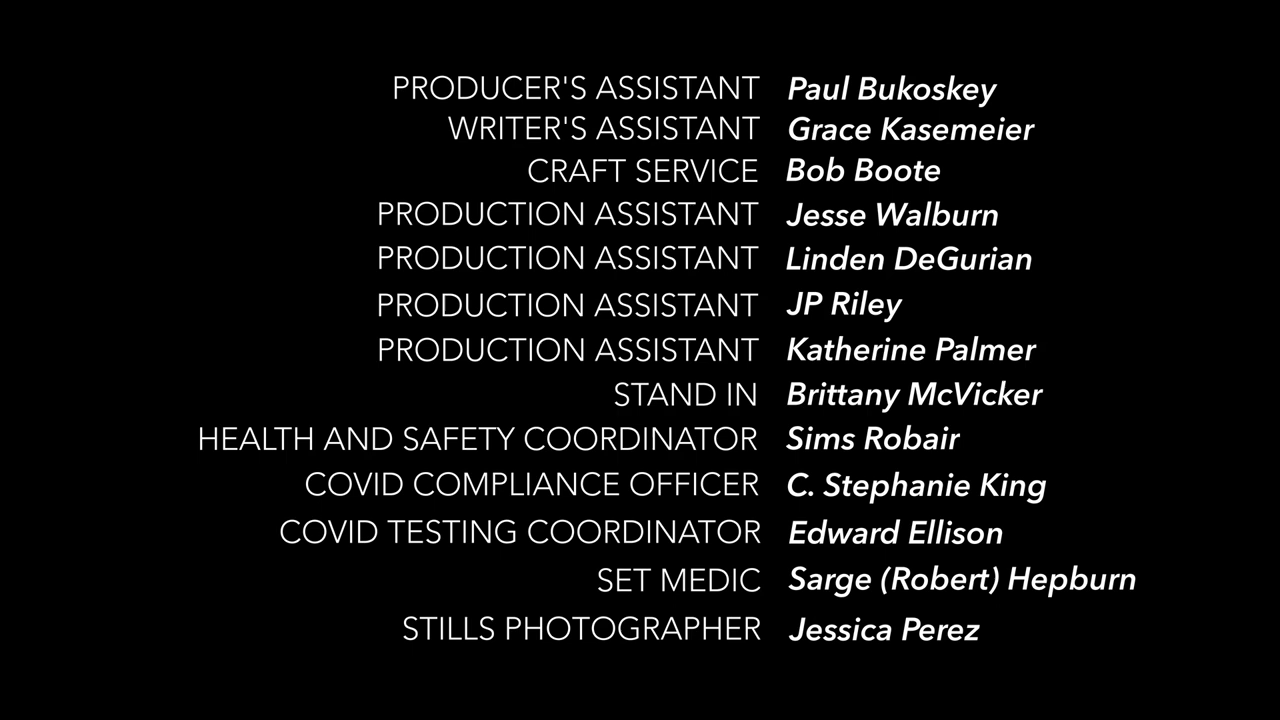 PRODUCER'S ASSISTANT Paul Bukoskey
WRITER'S ASSISTANT Grace Kasemeier
CRAFT SERVICE Bob Boote
PRODUCTION ASSISTANT Jesse Walburn
PRODUCTION ASSISTANT Linden DeGurian
PRODUCTION ASSISTANT JP Riley
PRODUCTION ASSISTANT Katherine Palmer
STAND IN Brittany McVicker
HEALTH AND SAFETY COORDINATOR Sims Robair
COVID COMPLIANCE OFFICER C. Stephanie King
COVID TESTING COORDINATOR Edward Ellison
SET MEDIC Sarge (Robert) Hepburn
STILLS PHOTOGRAPHER Jessica Perez